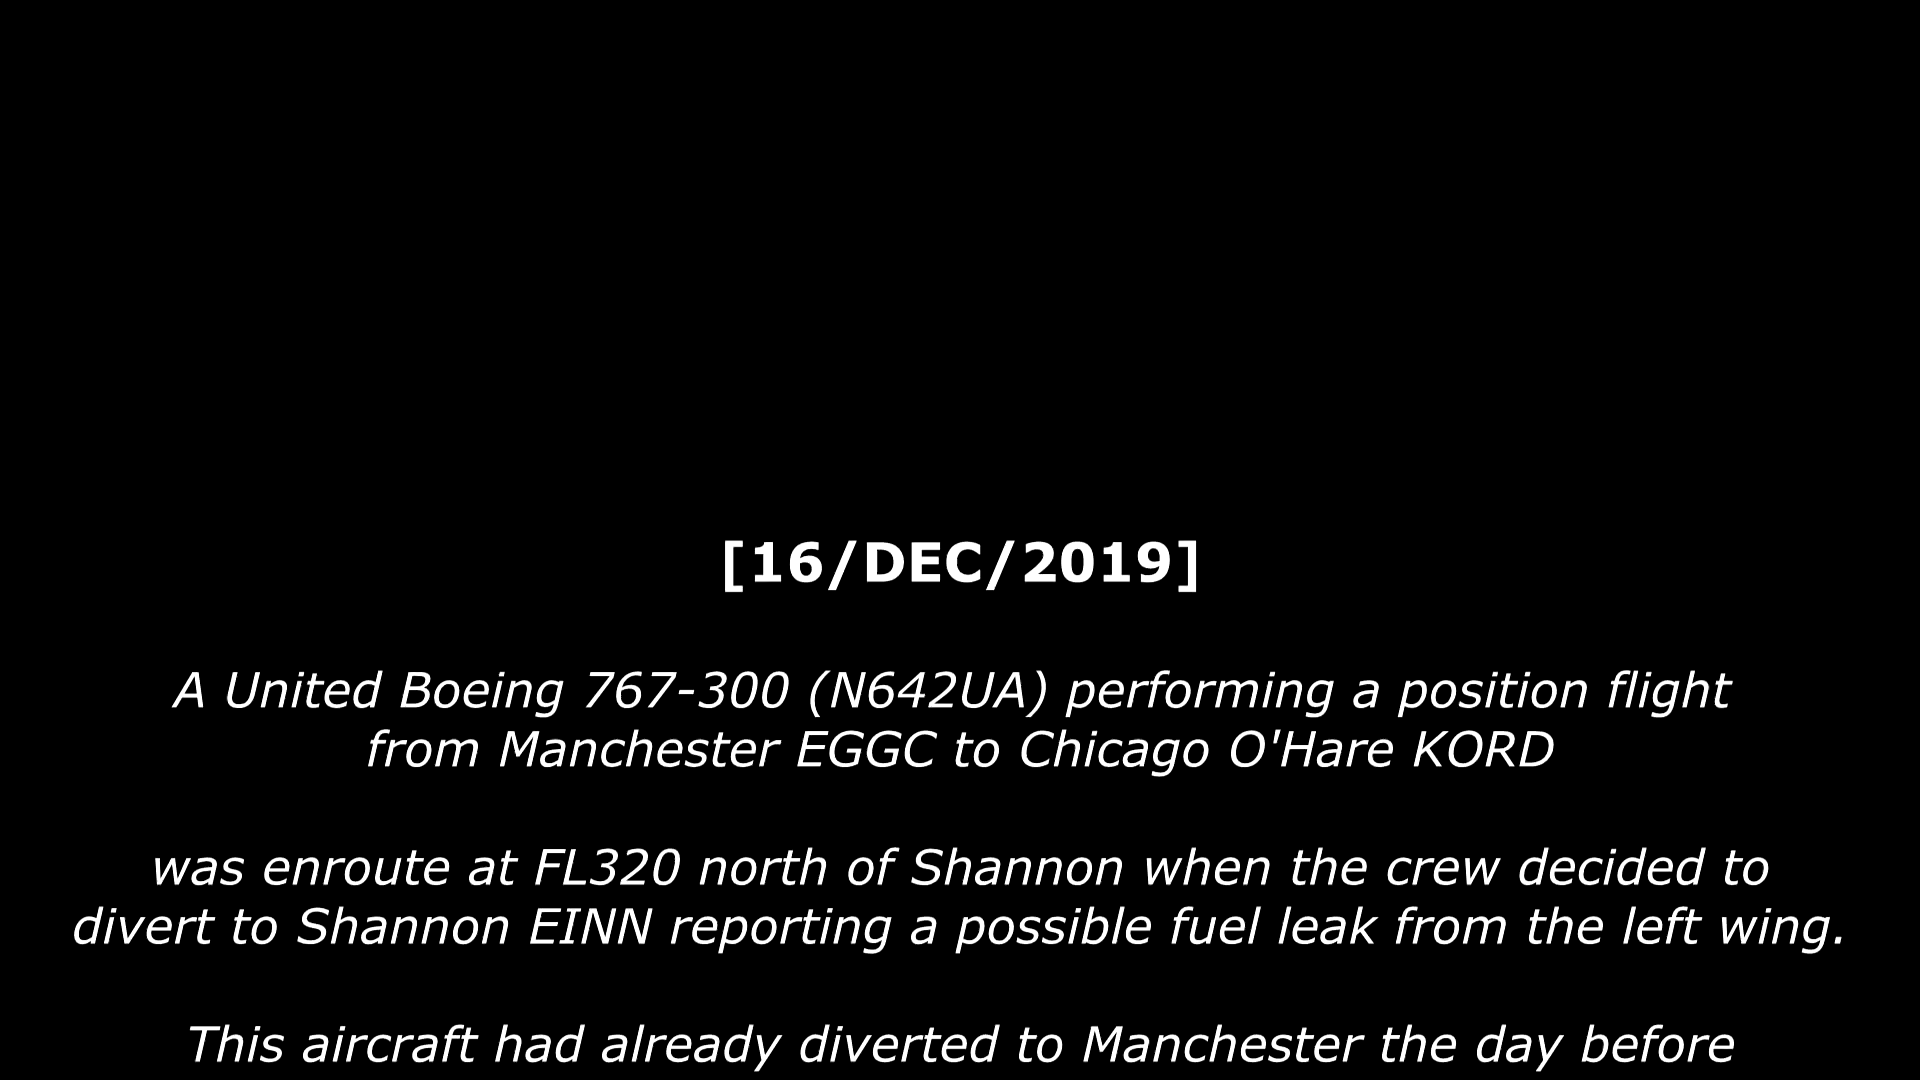 [16/DEC/2019]
A United Boeing 767-300 (N642UA) performing a position flight
from Manchester EGGC to Chicago O'Hare KORD
was enroute at FL320 north of Shannon when the crew decided to
divert to Shannon EINN reporting a possible fuel leak from the left wing.
This aircraft had already diverted to Manchester the day before